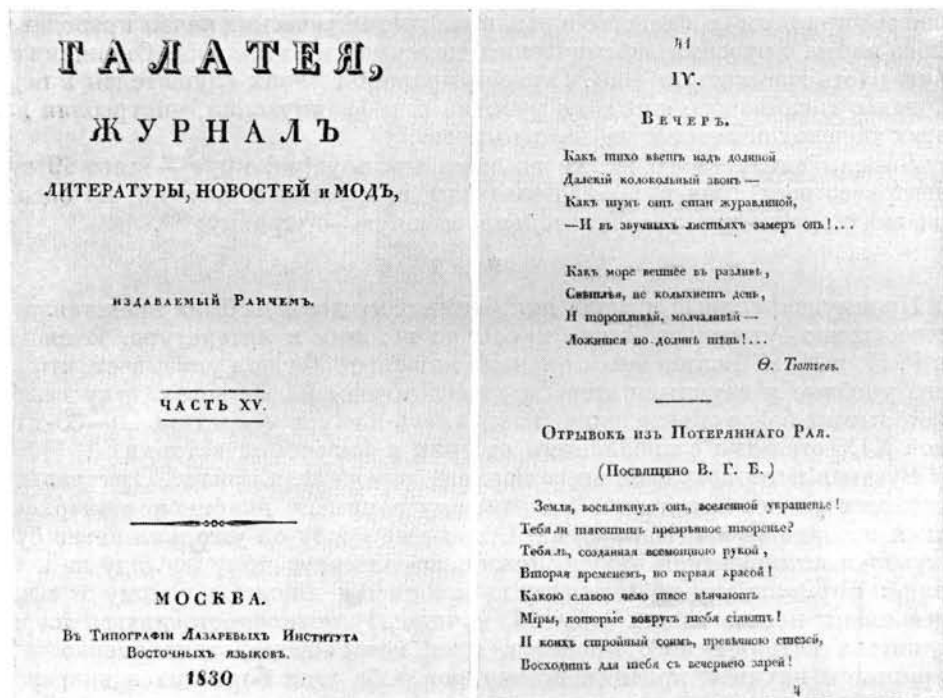 ГАЛАТЕЯ,
ЖУРНАЛЪ
ЛИТЕРАТУРЫ, НОВОСТЕЙ и МОДЪ,
ИЗДАВАЕМЫЙ РАИЧЕМЪ.
ЧАСТЬ XV.
МОСКВА.
Въ Типографіи Лазаревыхъ Института
Восточныхъ языковъ.
1830
41
IV.
Вечеръ.
Какъ тихо вѣетъ надъ долиной
Далекій колокольный звонъ —
Какъ шумъ отъ стаи журавлиной,
—И въ звучныхъ листьяхъ замеръ онъ!...
Какъ море вешнее въ разливѣ,
Свѣтлѣя, не колыхнетъ день,
И торопливѣй, молчаливѣй —
Ложится по долинѣ тѣнь!...
Ѳ. Тютчевъ.
Отрывокъ изъ Потеряннаго Рая.
(Посвящено В. Г. Б.)
Земля, воскликнулъ онъ, вселенной украшенье!
Тебя ли тяготишъ премѣнное творенье?
Тебя ль, созданная всемощною рукой,
Вторая временемъ, но первая красой!
Какою славою чело твое вѣнчаютъ
Міры, которые вокругъ тебя сіяютъ!
И коихъ стройный сонмъ, превѣчною стезей,
Восходитъ для тебя съ вечернею зарей!
4